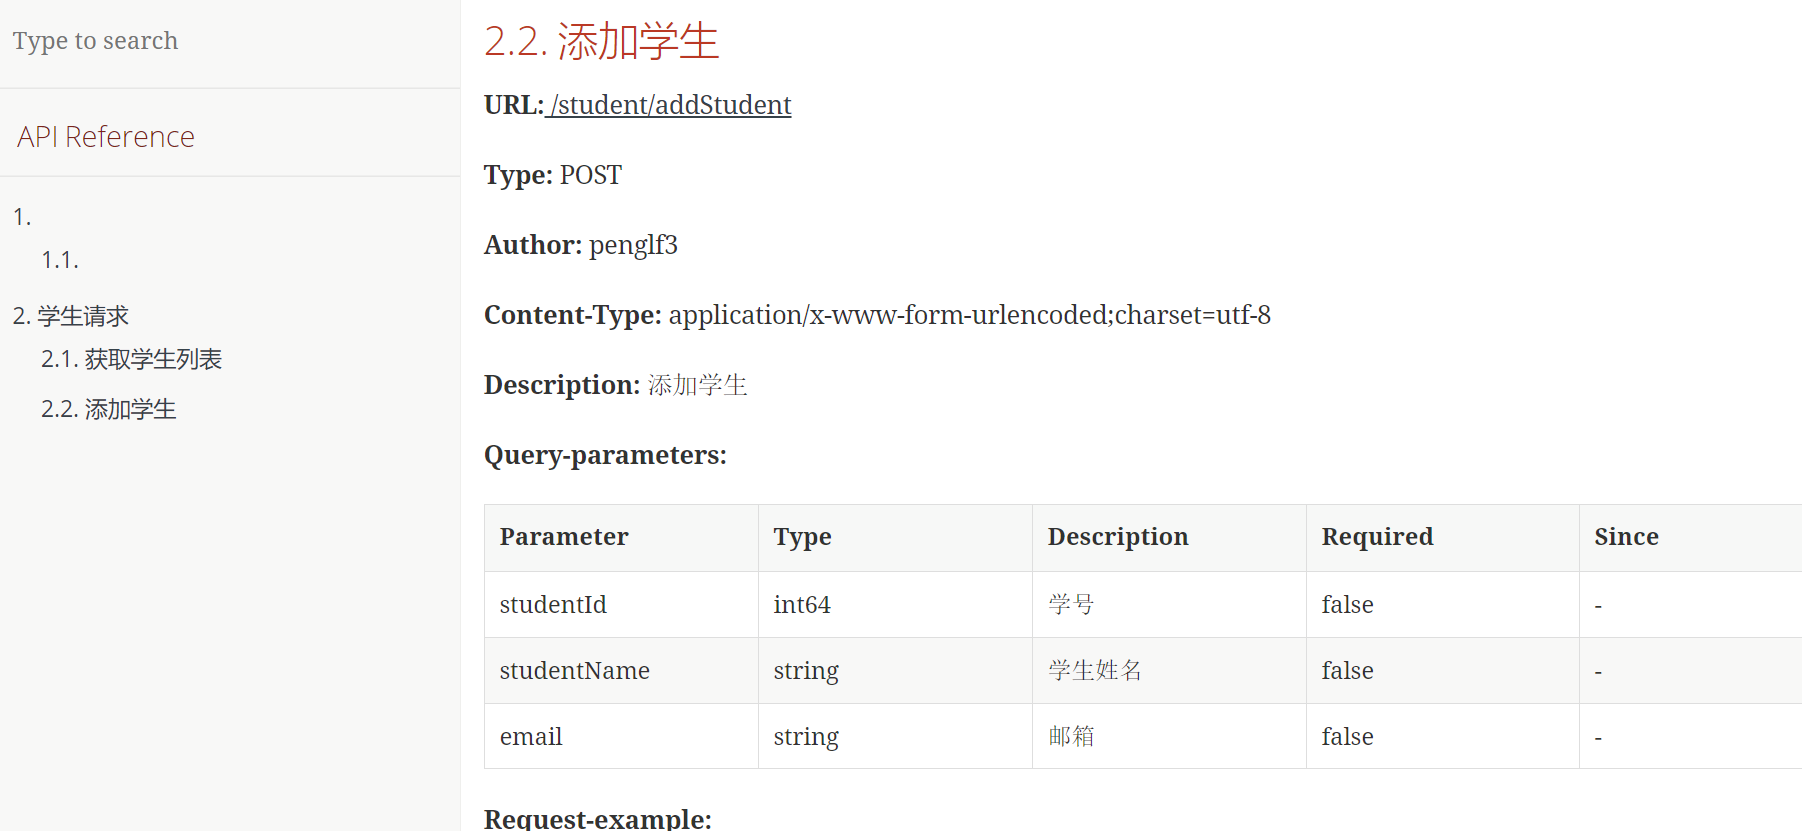 Type to search
API Reference
1.
1.1.
2. 学生请求
2.1. 获取学生列表
2.2. 添加学生
2.2. 添加学生
URL: /student/addStudent
Type: POST
Author: penglf3
Content-Type: application/x-www-form-urlencoded;charset=utf-8
Description: 添加学生
Query-parameters:
Parameter Type Description Required Since
studentId int64 学号 false -
studentName string 学生姓名 false -
email string 邮箱 false -
Request-example: